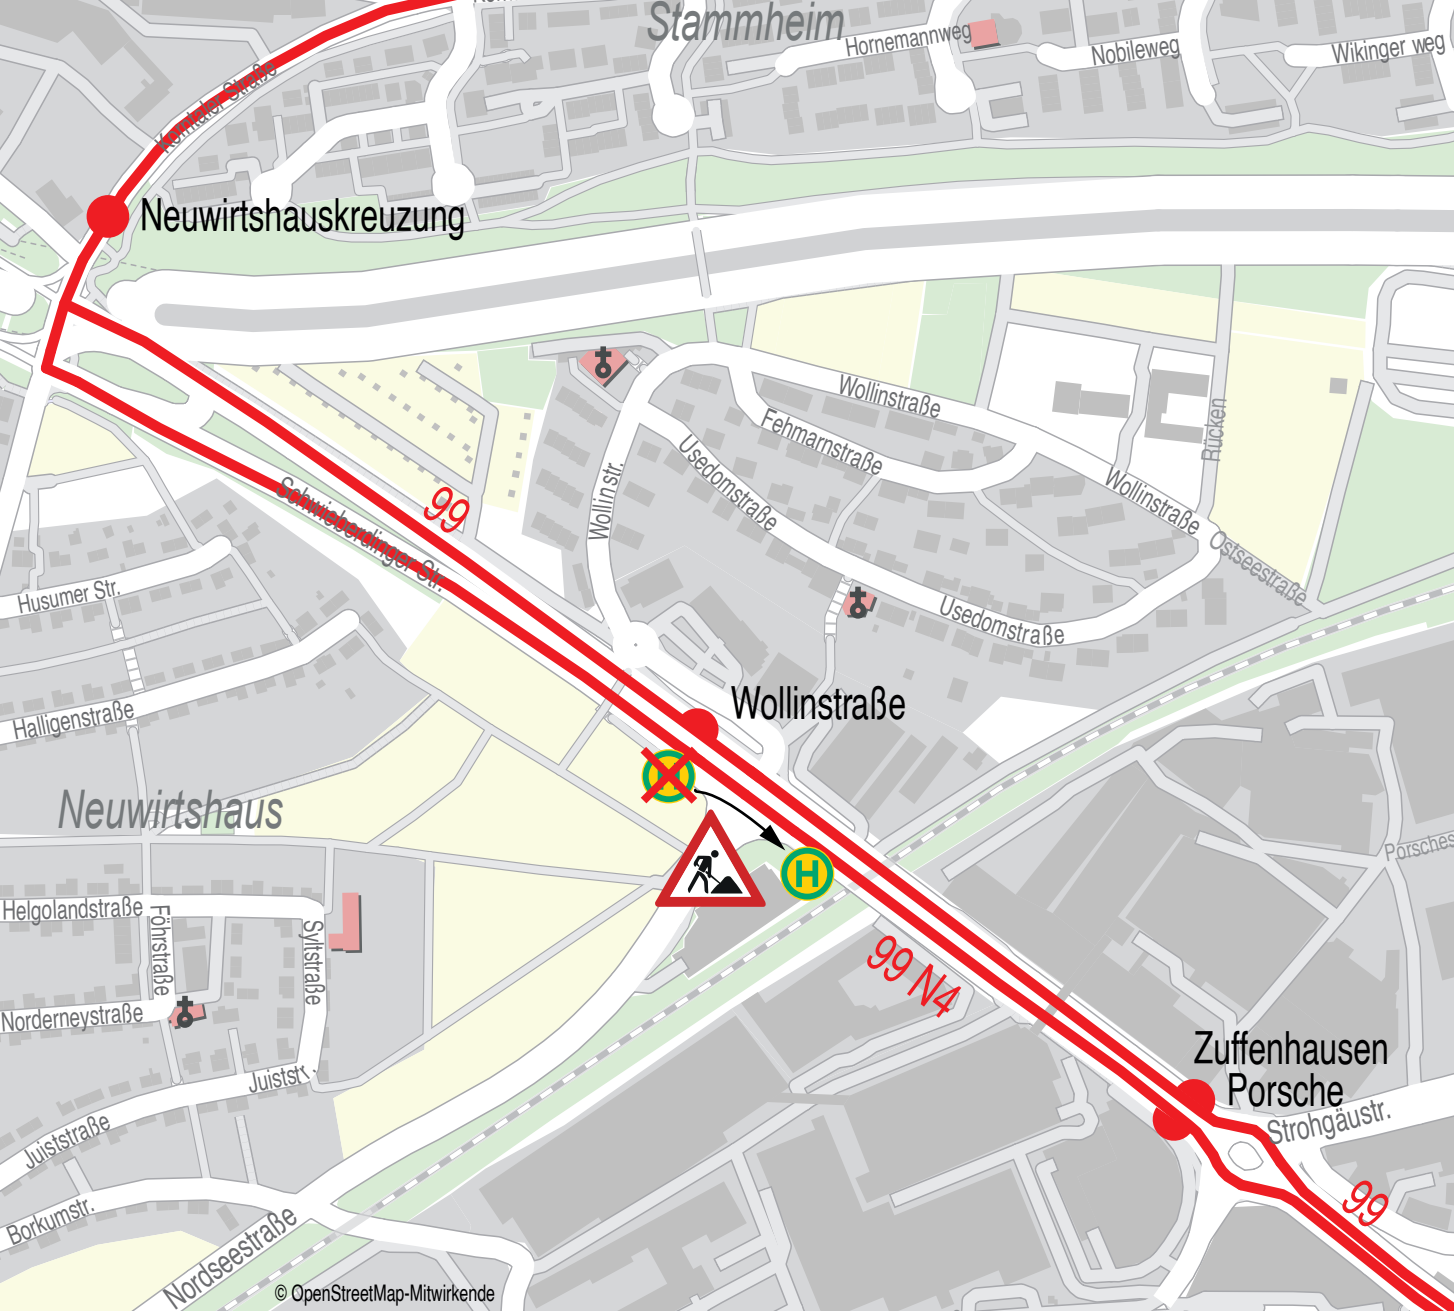 Stammheim
Hornemannweg
Nobileweg
Wikinger weg
Korntaler Straße
Neuwirtshauskreuzung
Wollinstraße
Fehmarnstraße
Rücken
Usedomstraße
Wollinstr.
Wollinstraße
Ostseestraße
99
Schwieberdinger Str.
Husumer Str.
Usedomstraße
Halligenstraße
Wollinstraße
H
Neuwirtshaus
H
Porsches
Helgolandstraße
Föhrstraße
Syltstraße
99 N4
Norderneystraße
Zuffenhausen
Porsche
Juiststr.
Strohgäustr.
Juiststraße
99
Borkumstr.
Nordseestraße
© OpenStreetMap-Mitwirkende